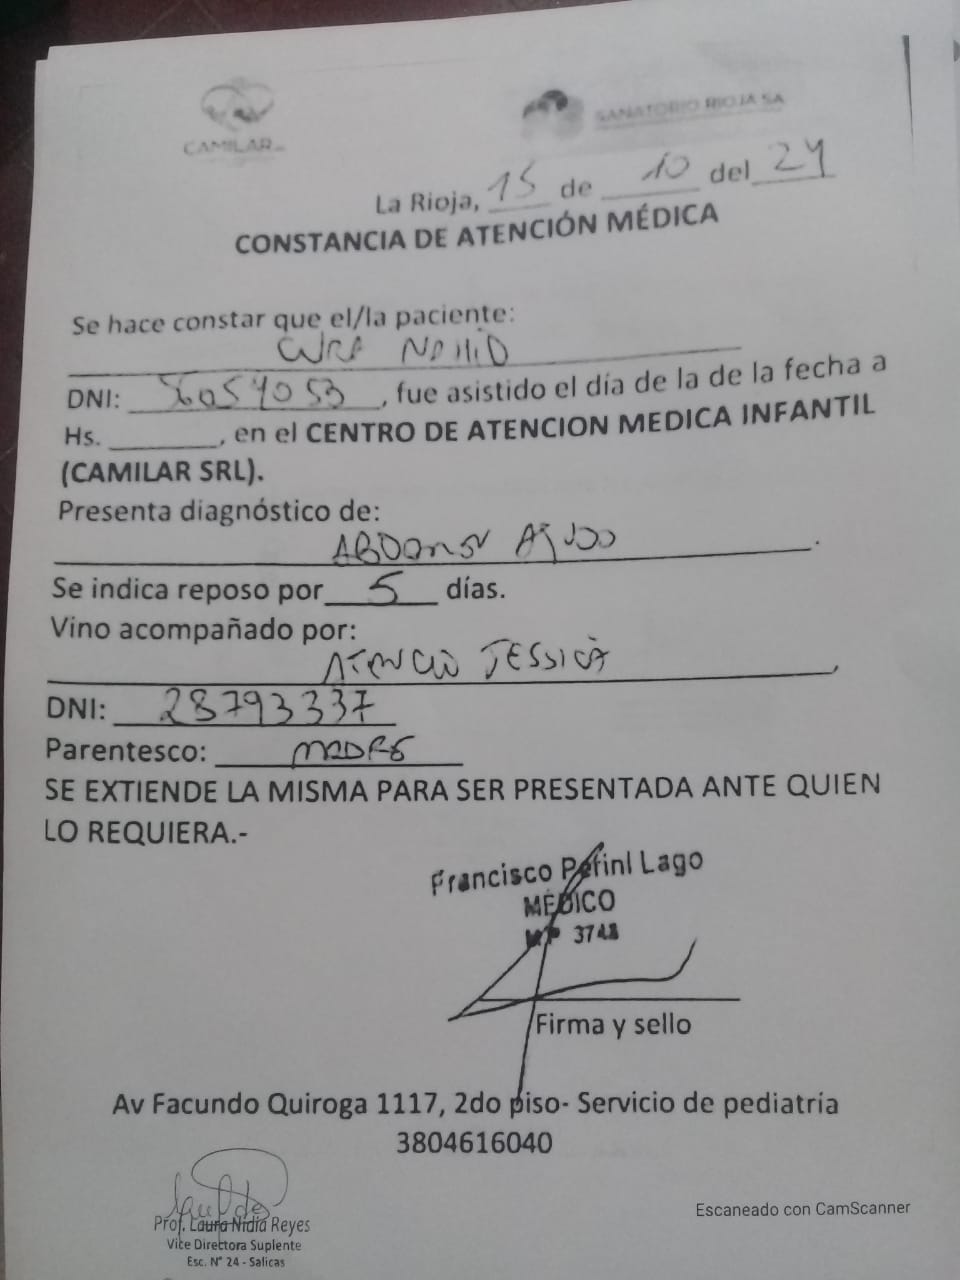 CAMILAR
SANATORIO RIOJA SA
La Rioja, 15 de 10 del 24
CONSTANCIA DE ATENCIÓN MÉDICA
Se hace constar que el/la paciente:
DNI: , fue asistido el día de la de la fecha a
Hs. , en el CENTRO DE ATENCION MEDICA INFANTIL
(CAMILAR SRL).
Presenta diagnóstico de:
ABDOMEN AGUDO.
Se indica reposo por 5 días.
Vino acompañado por:
ATENCIO JESSICA,
DNI: 28793337
Parentesco: MADRE
SE EXTIENDE LA MISMA PARA SER PRESENTADA ANTE QUIEN
LO REQUIERA.-
Francisco Lago
MÉDICO
MP 3748
Firma y sello
Av Facundo Quiroga 1117, 2do piso- Servicio de pediatría
3804616040
Prof. Laura Nidia Reyes
Vice Directora Suplente
Esc. N° 24 - Salicas
Escaneado con CamScanner